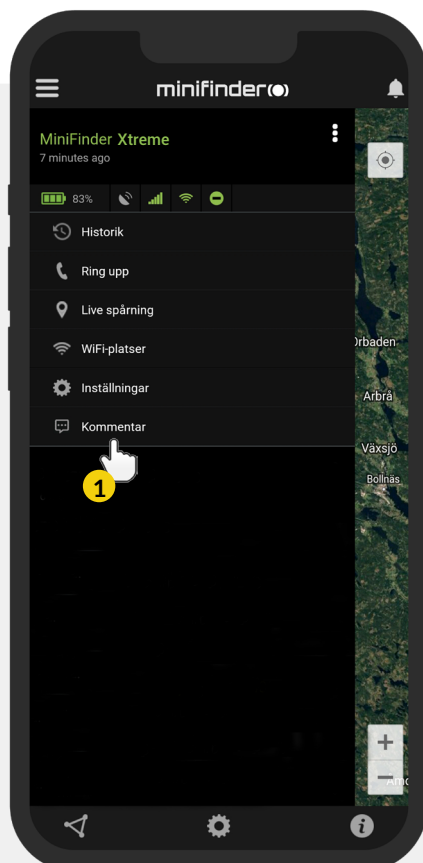 minifinder
MiniFinder Xtreme
7 minutes ago
83%
Historik
Ring upp
Live spårning
WiFi-platser
Inställningar
Kommentar
1
Orbaden
Arbrå
Växsjö
Bollnäs
+
−
i